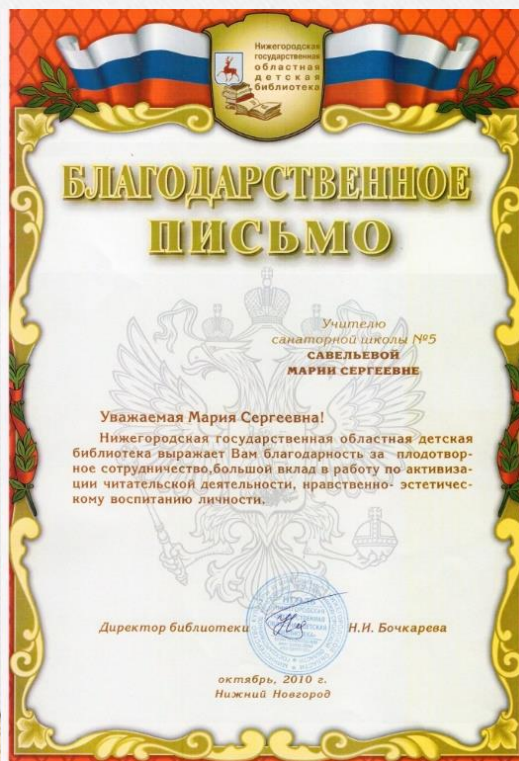 Нижегородская
государственная
областная
детская
библиотека
БЛАГОДАРСТВЕННОЕ
ПИСЬМО
Учителю
санаторной школы №5
САВЕЛЬЕВОЙ
МАРИИ СЕРГЕЕВНЕ
Уважаемая Мария Сергеевна!
Нижегородская государственная областная детская
библиотека выражает Вам благодарность за плодотвор-
ное сотрудничество,большой вклад в работу по активиза-
ции читательской деятельности, нравственно- эстетичес-
кому воспитанию личности.
Директор библиотеки Н.И. Бочкарева
октябрь, 2010 г.
Нижний Новгород